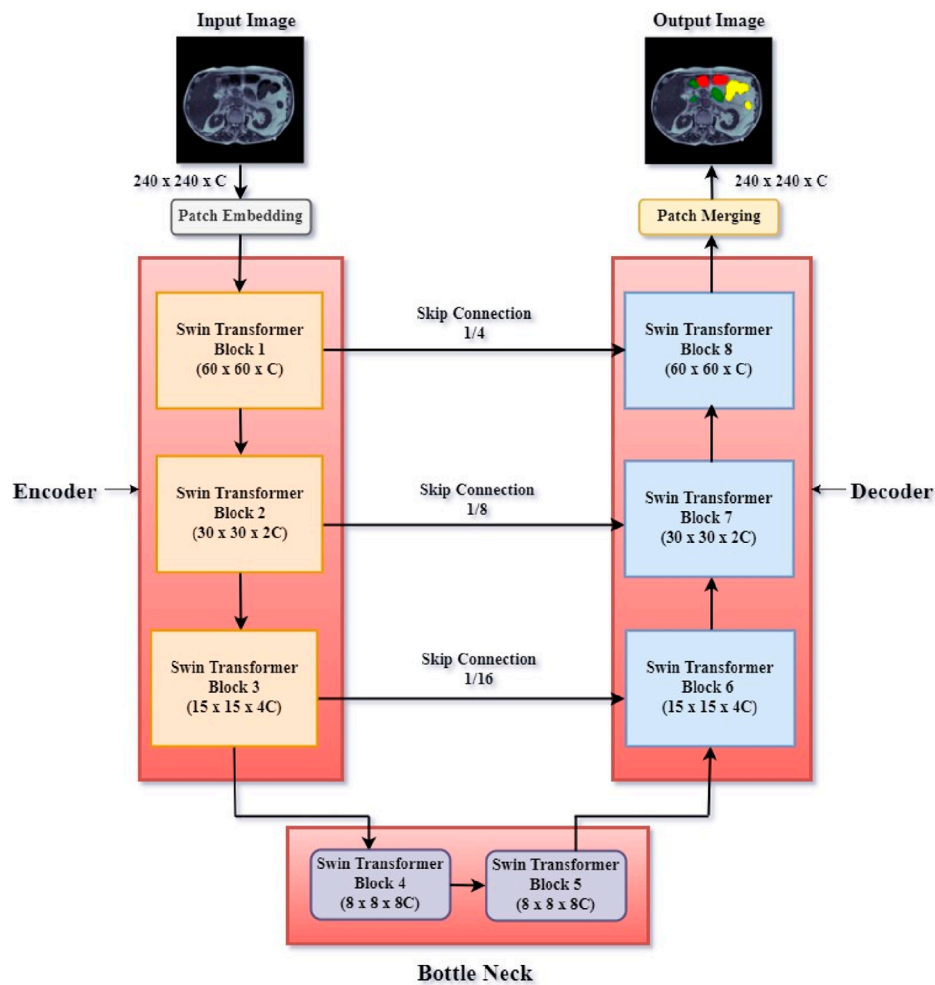 Input Image
Output Image
240 x 240 x C
240 x 240 x C
Patch Embedding
Patch Merging
Swin Transformer
Block 1
(60 x 60 x C)
Skip Connection
1/4
Swin Transformer
Block 8
(60 x 60 x C)
Encoder
Swin Transformer
Block 2
(30 x 30 x 2C)
Skip Connection
1/8
Swin Transformer
Block 7
(30 x 30 x 2C)
Decoder
Swin Transformer
Block 3
(15 x 15 x 4C)
Skip Connection
1/16
Swin Transformer
Block 6
(15 x 15 x 4C)
Swin Transformer
Block 4
(8 x 8 x 8C)
Swin Transformer
Block 5
(8 x 8 x 8C)
Bottle Neck